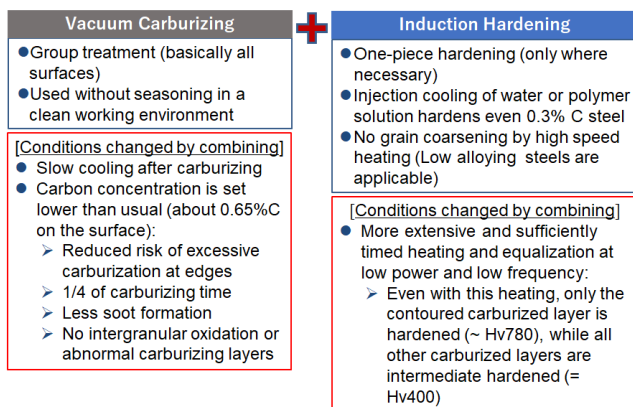 Vacuum Carburizing
●Group treatment (basically all
surfaces)
●Used without seasoning in a
clean working environment
[Conditions changed by combining]
● Slow cooling after carburizing
● Carbon concentration is set
lower than usual (about 0.65%C
on the surface):
➢ Reduced risk of excessive
carburization at edges
➢ 1/4 of carburizing time
➢ Less soot formation
➢ No intergranular oxidation or
abnormal carburizing layers
Induction Hardening
●One-piece hardening (only where
necessary)
●Injection cooling of water or polymer
solution hardens even 0.3% C steel
●No grain coarsening by high speed
heating (Low alloying steels are
applicable)
[Conditions changed by combining]
● More extensive and sufficiently
timed heating and equalization at
low power and low frequency:
➢ Even with this heating, only the
contoured carburized layer is
hardened (~ Hv780), while all
other carburized layers are
intermediate hardened (=
Hv400)